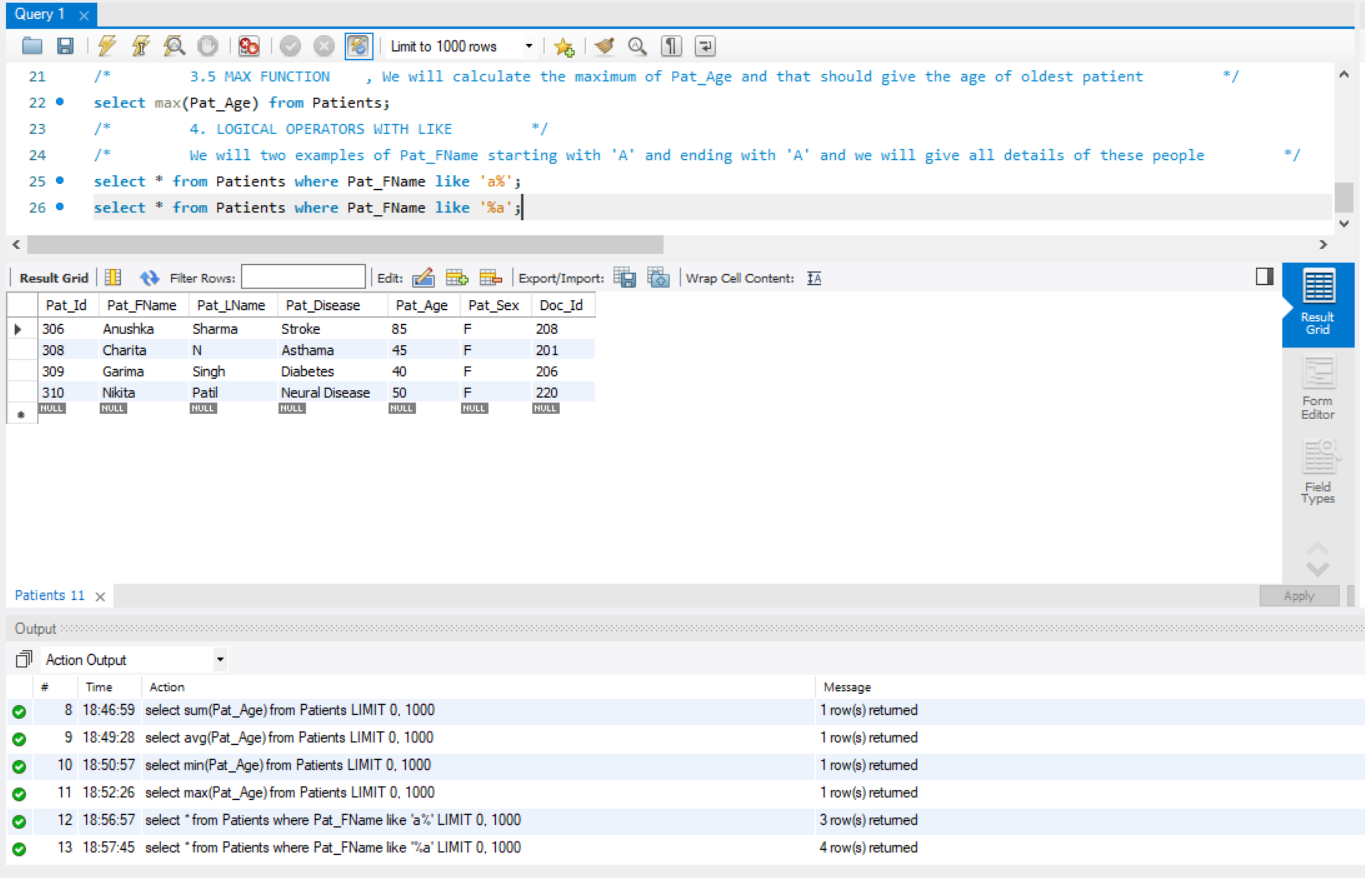 Query 1
Limit to 1000 rows
21 /* 3.5 MAX FUNCTION , We will calculate the maximum of Pat_Age and that should give the age of oldest patient */
22 select max(Pat_Age) from Patients;
23 /* 4. LOGICAL OPERATORS WITH LIKE */
24 /* We will two examples of Pat_FName starting with 'A' and ending with 'A' and we will give all details of these people */
25 select * from Patients where Pat_FName like 'a%';
26 select * from Patients where Pat_FName like '%a';
Result Grid Filter Rows: Edit: Export/Import: Wrap Cell Content:
Pat_Id Pat_FName Pat_LName Pat_Disease Pat_Age Pat_Sex Doc_Id
306 Anushka Sharma Stroke 85 F 208
308 Charita N Asthama 45 F 201
309 Garima Singh Diabetes 40 F 206
310 Nikita Patil Neural Disease 50 F 220
NULL NULL NULL NULL NULL NULL NULL
Result
Grid
Form
Editor
Field
Types
Patients 11
Apply
Output
Action Output
# Time Action Message
8 18:46:59 select sum(Pat_Age) from Patients LIMIT 0, 1000 1 row(s) returned
9 18:49:28 select avg(Pat_Age) from Patients LIMIT 0, 1000 1 row(s) returned
10 18:50:57 select min(Pat_Age) from Patients LIMIT 0, 1000 1 row(s) returned
11 18:52:26 select max(Pat_Age) from Patients LIMIT 0, 1000 1 row(s) returned
12 18:56:57 select * from Patients where Pat_FName like 'a%' LIMIT 0, 1000 3 row(s) returned
13 18:57:45 select * from Patients where Pat_FName like '%a' LIMIT 0, 1000 4 row(s) returned